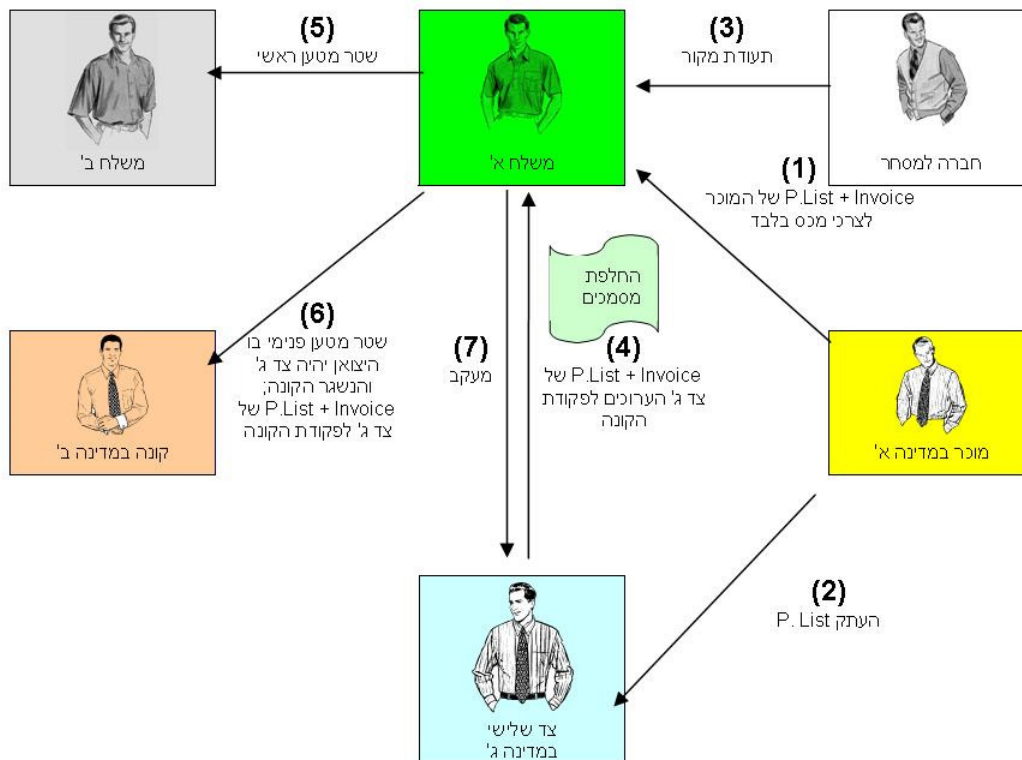 (3)
תעודת מקור
(5)
שטר מטען ראשי
חברה למסחר
משלח א'
משלח ב'
(1)
P.List + Invoice של המוכר
לצרכי מכס בלבד
החלפת
מסמכים
(4)
P.List + Invoice של
צד ג' הערוכים לפקודת
הקונה
(7)
מעקב
(6)
שטר מטען פנימי בו
היצואן יהיה צד ג'
והנשגר הקונה;
P.List + Invoice של
צד ג' לפקודת הקונה
מוכר במדינה א'
קונה במדינה ב'
(2)
העתק P. List
צד שלישי
במדינה ג'